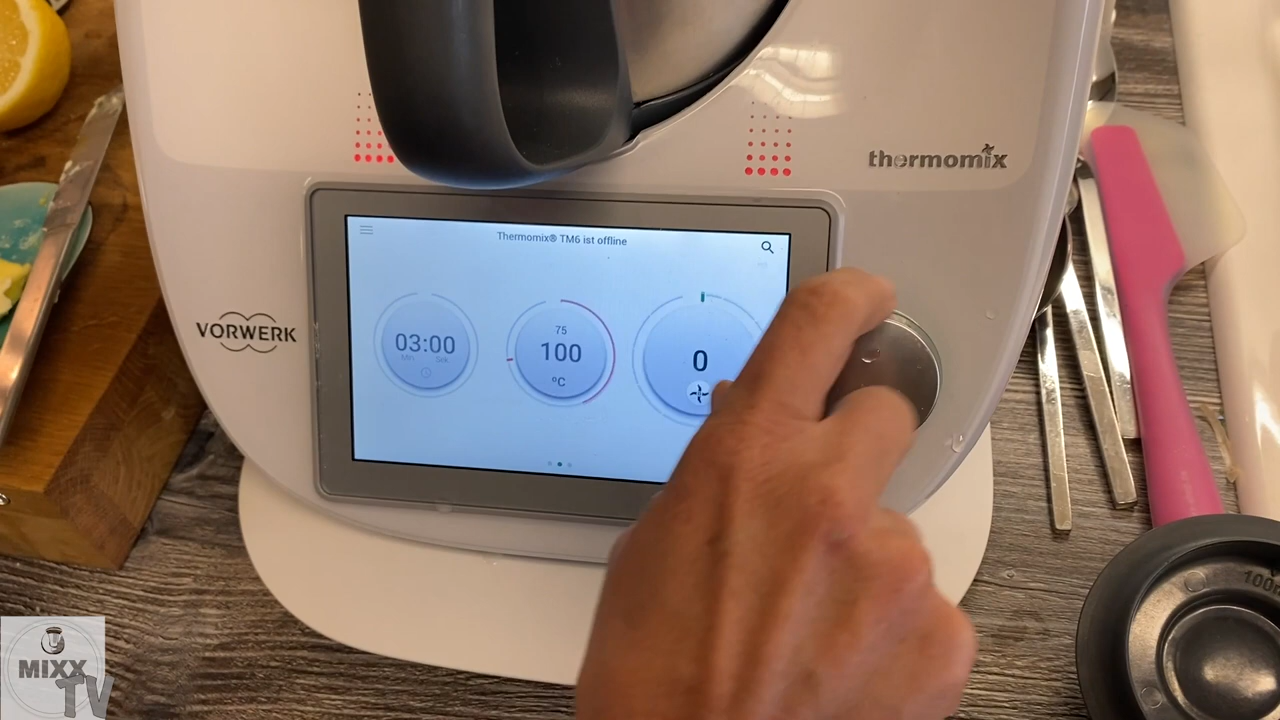 thermomix
Thermomix® TM6 ist offline
VORWERK
03:00
Min. Sek.
75
100
°C
0
MIXX
TV